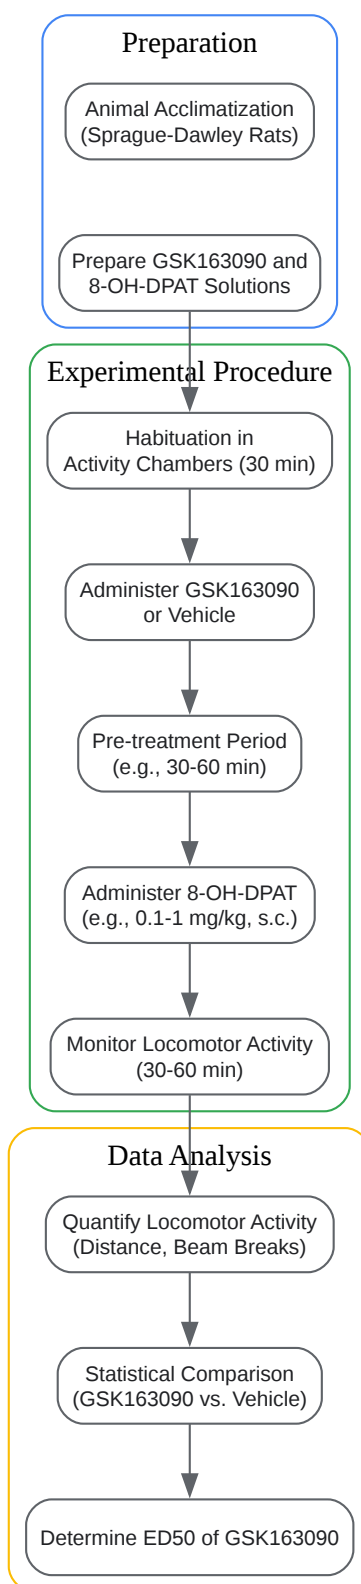 Preparation
Animal Acclimatization
(Sprague-Dawley Rats)
Prepare GSK163090 and
8-OH-DPAT Solutions
Experimental Procedure
Habituation in
Activity Chambers (30 min)
Administer GSK163090
or Vehicle
Pre-treatment Period
(e.g., 30-60 min)
Administer 8-OH-DPAT
(e.g., 0.1-1 mg/kg, s.c.)
Monitor Locomotor Activity
(30-60 min)
Data Analysis
Quantify Locomotor Activity
(Distance, Beam Breaks)
Statistical Comparison
(GSK163090 vs. Vehicle)
Determine ED50 of GSK163090